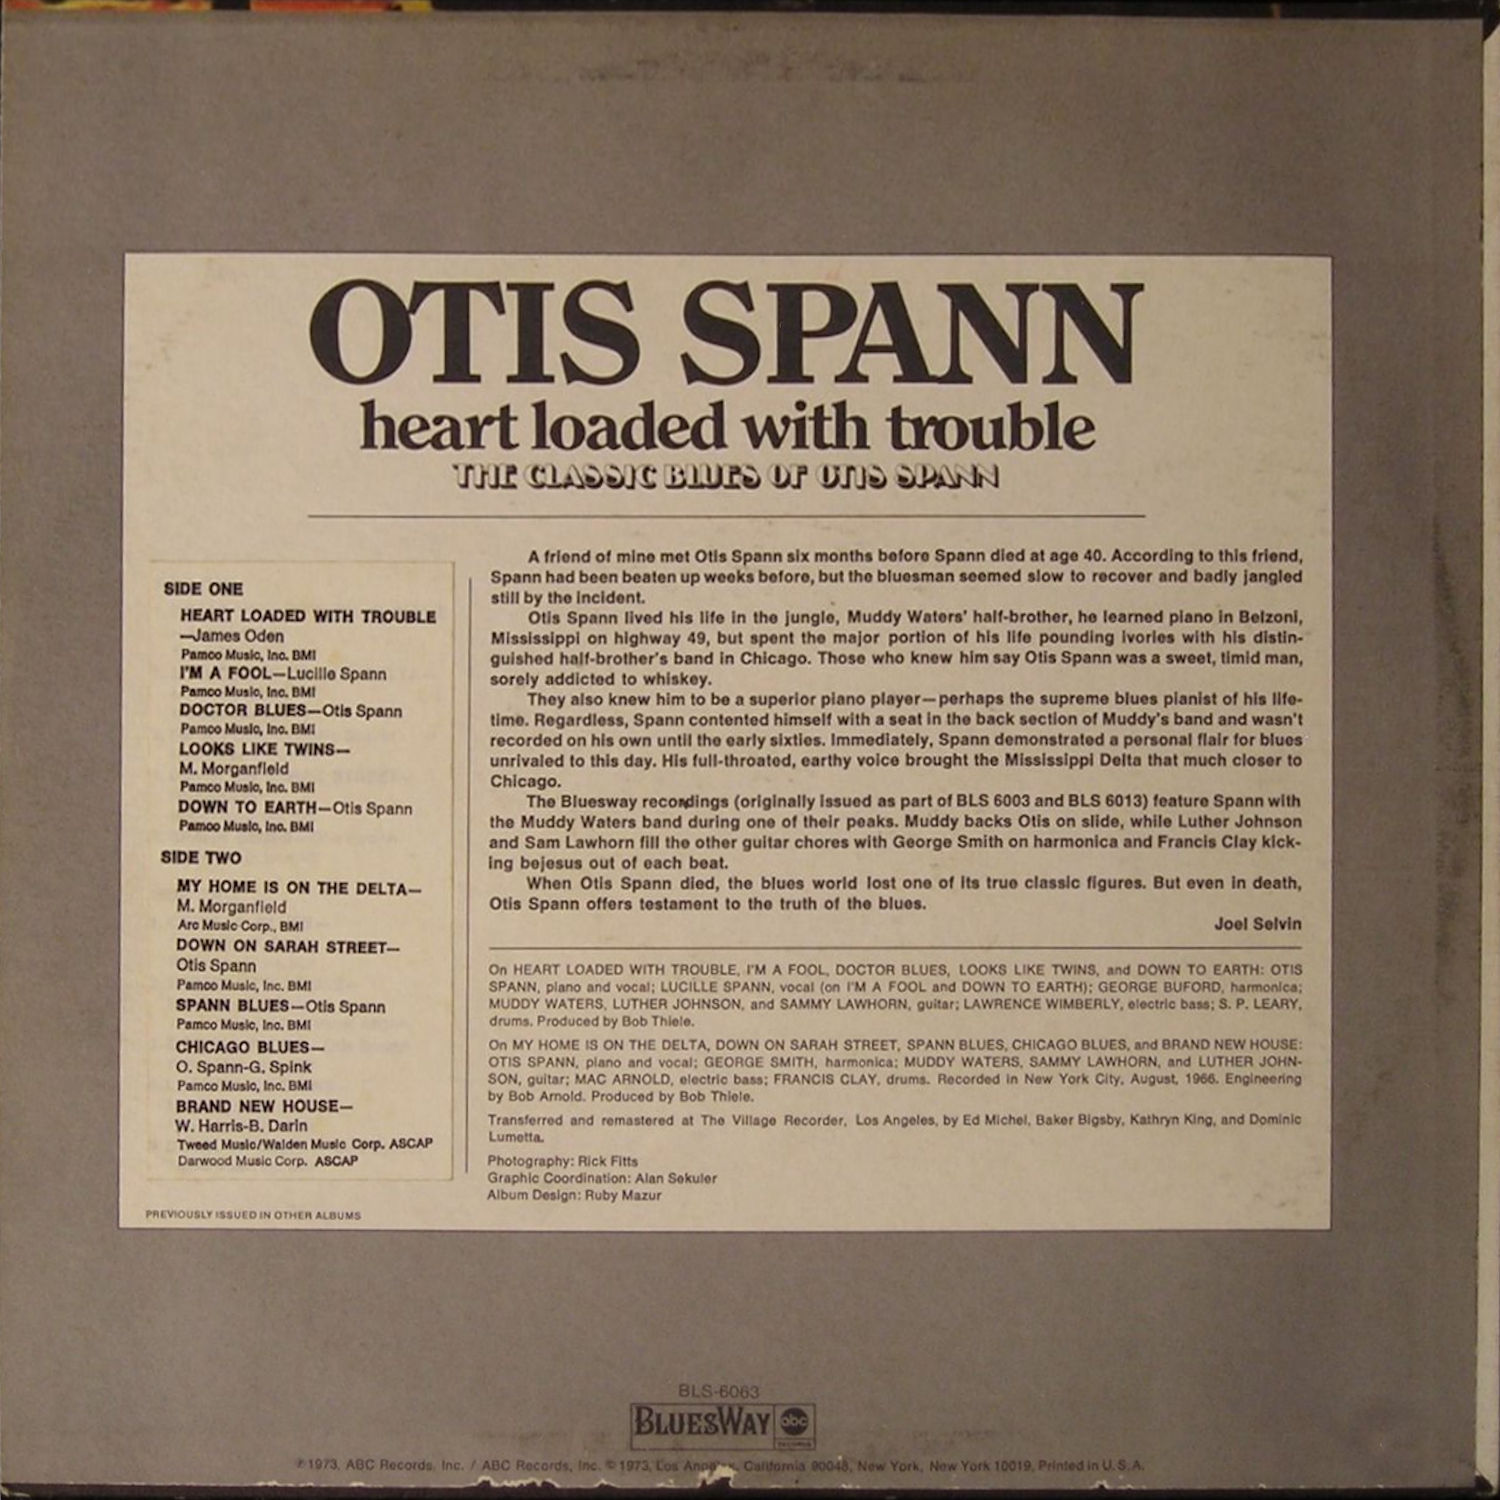 OTIS SPANN
heart loaded with trouble
THE CLASSIC BLUES OF OTIS SPANN
SIDE ONE
HEART LOADED WITH TROUBLE
—James Oden
Pamco Music, Inc. BMI
I'M A FOOL—Lucille Spann
Pamco Music, Inc. BMI
DOCTOR BLUES—Otis Spann
Pamco Music, Inc. BMI
LOOKS LIKE TWINS—
M. Morganfield
Pamco Music, Inc. BMI
DOWN TO EARTH—Otis Spann
Pamco Music, Inc. BMI
SIDE TWO
MY HOME IS ON THE DELTA—
M. Morganfield
Arc Music Corp., BMI
DOWN ON SARAH STREET—
Otis Spann
Pamco Music, Inc. BMI
SPANN BLUES—Otis Spann
Pamco Music, Inc. BMI
CHICAGO BLUES—
O. Spann-G. Spink
Pamco Music, Inc. BMI
BRAND NEW HOUSE—
W. Harris-B. Darin
Tweed Music/Walden Music Corp. ASCAP
Darwood Music Corp. ASCAP
PREVIOUSLY ISSUED IN OTHER ALBUMS
A friend of mine met Otis Spann six months before Spann died at age 40. According to this friend,
Spann had been beaten up weeks before, but the bluesman seemed slow to recover and badly jangled
still by the incident.
Otis Spann lived his life in the jungle, Muddy Waters' half-brother, he learned piano in Belzoni,
Mississippi on highway 49, but spent the major portion of his life pounding ivories with his distin-
guished half-brother's band in Chicago. Those who knew him say Otis Spann was a sweet, timid man,
sorely addicted to whiskey.
They also knew him to be a superior piano player—perhaps the supreme blues pianist of his life-
time. Regardless, Spann contented himself with a seat in the back section of Muddy's band and wasn't
recorded on his own until the early sixties. Immediately, Spann demonstrated a personal flair for blues
unrivaled to this day. His full-throated, earthy voice brought the Mississippi Delta that much closer to
Chicago.
The Bluesway recordings (originally issued as part of BLS 6003 and BLS 6013) feature Spann with
the Muddy Waters band during one of their peaks. Muddy backs Otis on slide, while Luther Johnson
and Sam Lawhorn fill the other guitar chores with George Smith on harmonica and Francis Clay kick-
ing bejesus out of each beat.
When Otis Spann died, the blues world lost one of its true classic figures. But even in death,
Otis Spann offers testament to the truth of the blues.
Joel Selvin
On HEART LOADED WITH TROUBLE, I'M A FOOL, DOCTOR BLUES, LOOKS LIKE TWINS, and DOWN TO EARTH: OTIS
SPANN, piano and vocal; LUCILLE SPANN, vocal (on I'M A FOOL and DOWN TO EARTH); GEORGE BUFORD, harmonica;
MUDDY WATERS, LUTHER JOHNSON, and SAMMY LAWHORN, guitar; LAWRENCE WIMBERLY, electric bass; S. P. LEARY,
drums. Produced by Bob Thiele.
On MY HOME IS ON THE DELTA, DOWN ON SARAH STREET, SPANN BLUES, CHICAGO BLUES, and BRAND NEW HOUSE:
OTIS SPANN, piano and vocal; GEORGE SMITH, harmonica; MUDDY WATERS, SAMMY LAWHORN, and LUTHER JOHN-
SON, guitar; MAC ARNOLD, electric bass; FRANCIS CLAY, drums. Recorded in New York City, August, 1966. Engineering
by Bob Arnold. Produced by Bob Thiele.
Transferred and remastered at The Village Recorder, Los Angeles, by Ed Michel, Baker Bigsby, Kathryn King, and Dominic
Lumetta.
Photography: Rick Fitts
Graphic Coordination: Alan Sekuler
Album Design: Ruby Mazur
BLS-6063
BLUESWAY abc RECORDS
℗1973, ABC Records, Inc. / ABC Records, Inc. ©1973, Los California 90048, New York, New York 10019, Printed in U.S.A.